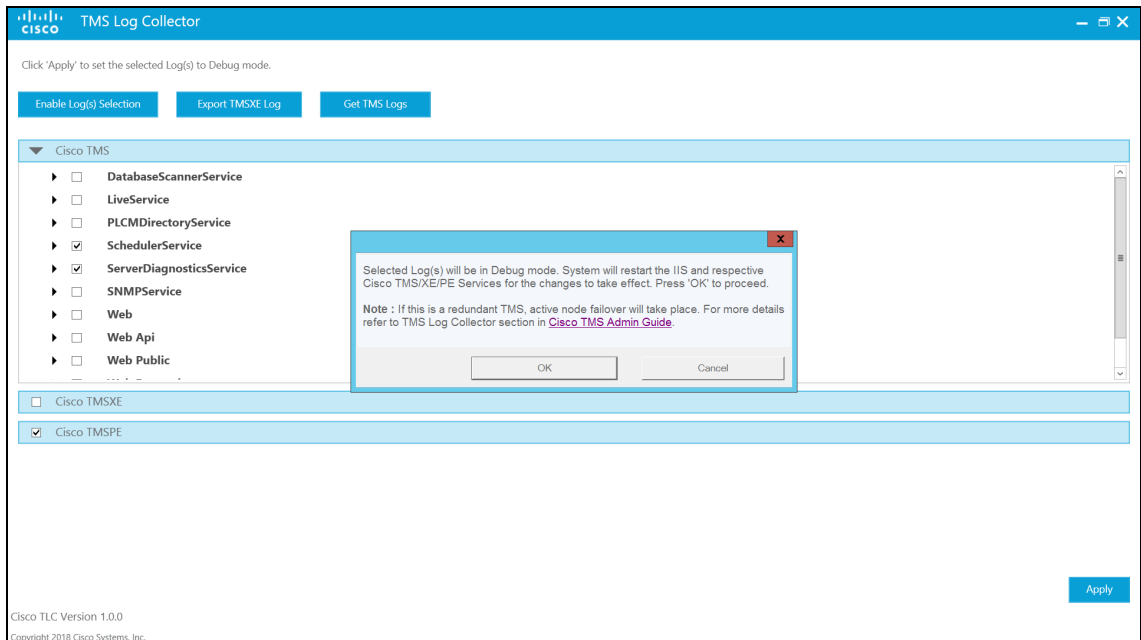 CISCO TMS Log Collector
Click 'Apply' to set the selected Log(s) to Debug mode.
Enable Log(s) Selection Export TMSXE Log Get TMS Logs
Cisco TMS
DatabaseScannerService
LiveService
PLCMDirectoryService
SchedulerService
ServerDiagnosticsService
SNMPService
Web
Web Api
Web Public
X
Selected Log(s) will be in Debug mode. System will restart the IIS and respective
Cisco TMS/XE/PE Services for the changes to take effect. Press 'OK' to proceed.
Note : If this is a redundant TMS, active node failover will take place. For more details
refer to TMS Log Collector section in Cisco TMS Admin Guide.
OK Cancel
Cisco TMSXE
Cisco TMSPE
Apply
Cisco TLC Version 1.0.0
Copyright 2018 Cisco Systems, Inc.